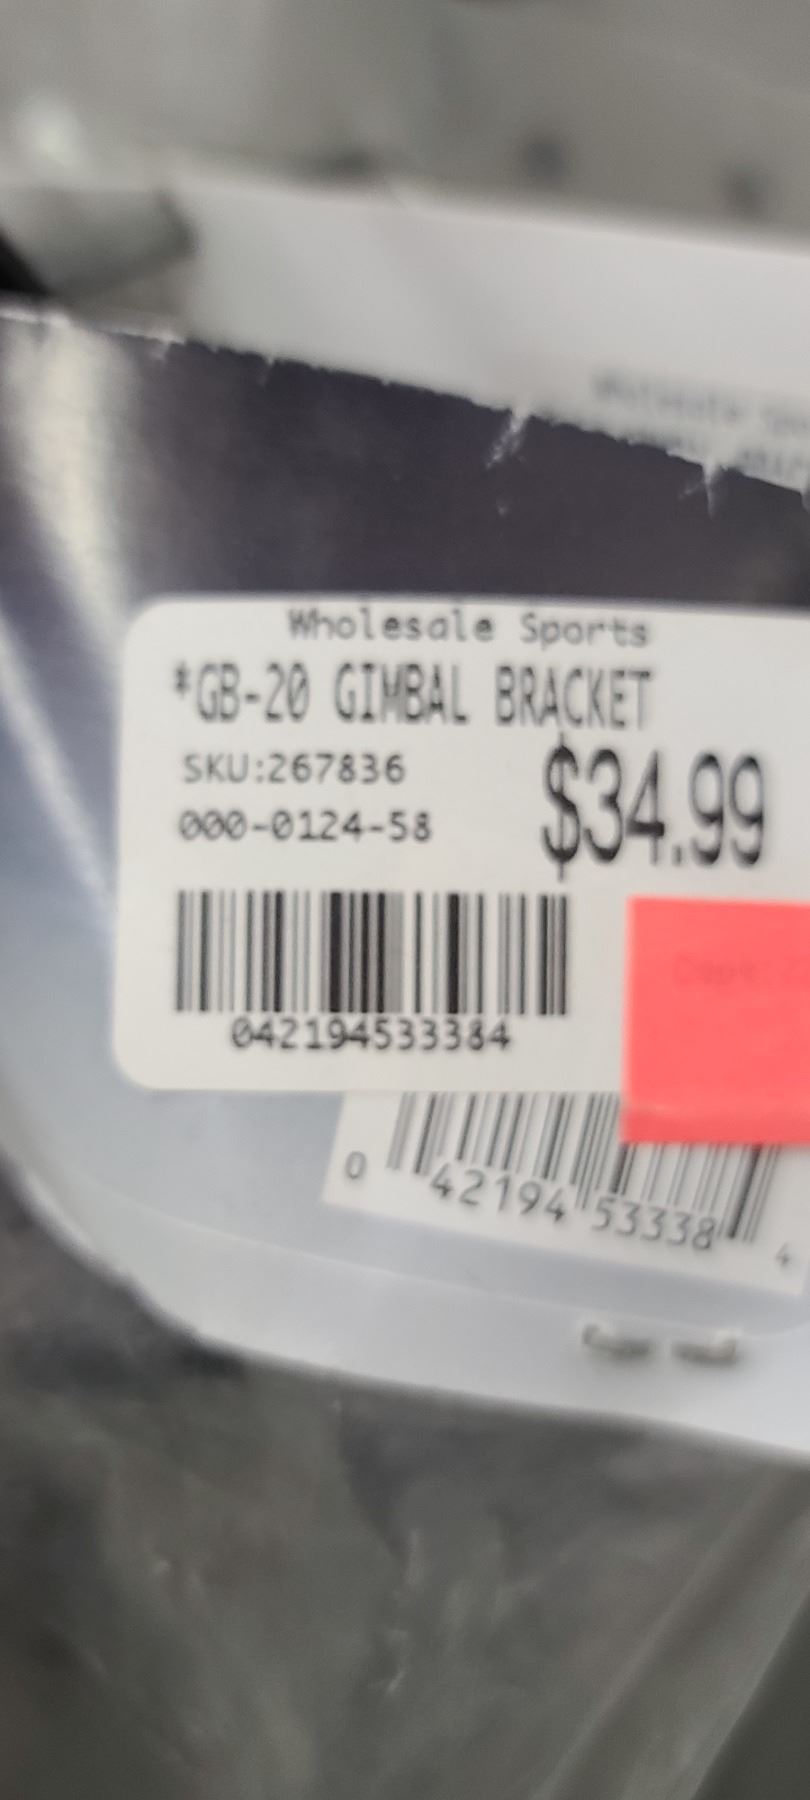 Wholesale Sports
*GB-20 GIMBAL BRACKET
SKU:267836
$34.99
000-0124-58
042194533384
0 42194 53338 4